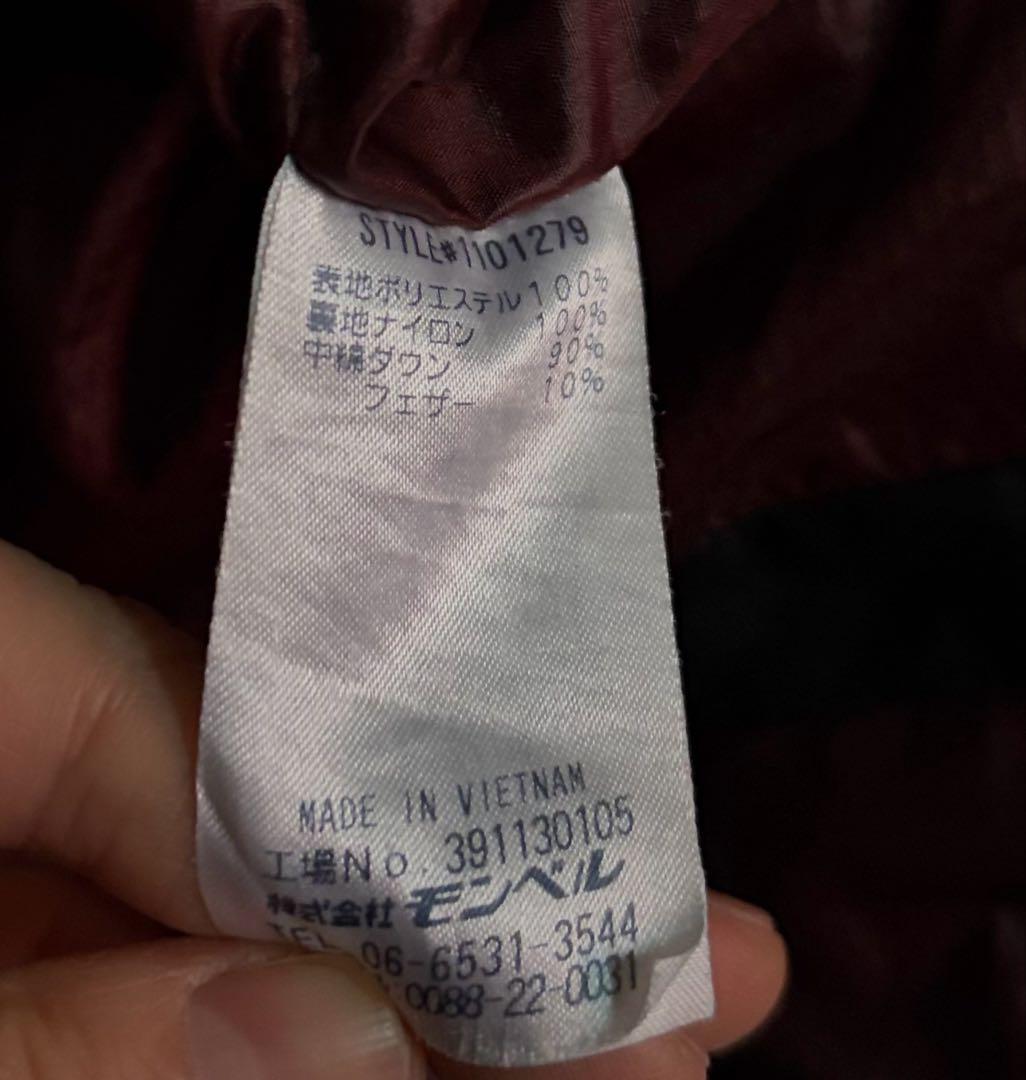 STYLE#1101279
表地ポリエステル100%
裏地ナイロン 100%
中綿ダウン 90%
フェザー 10%
MADE IN VIETNAM
工場No.391130105
株式会社モンベル
TEL 06-6531-3544
0088-22-0031